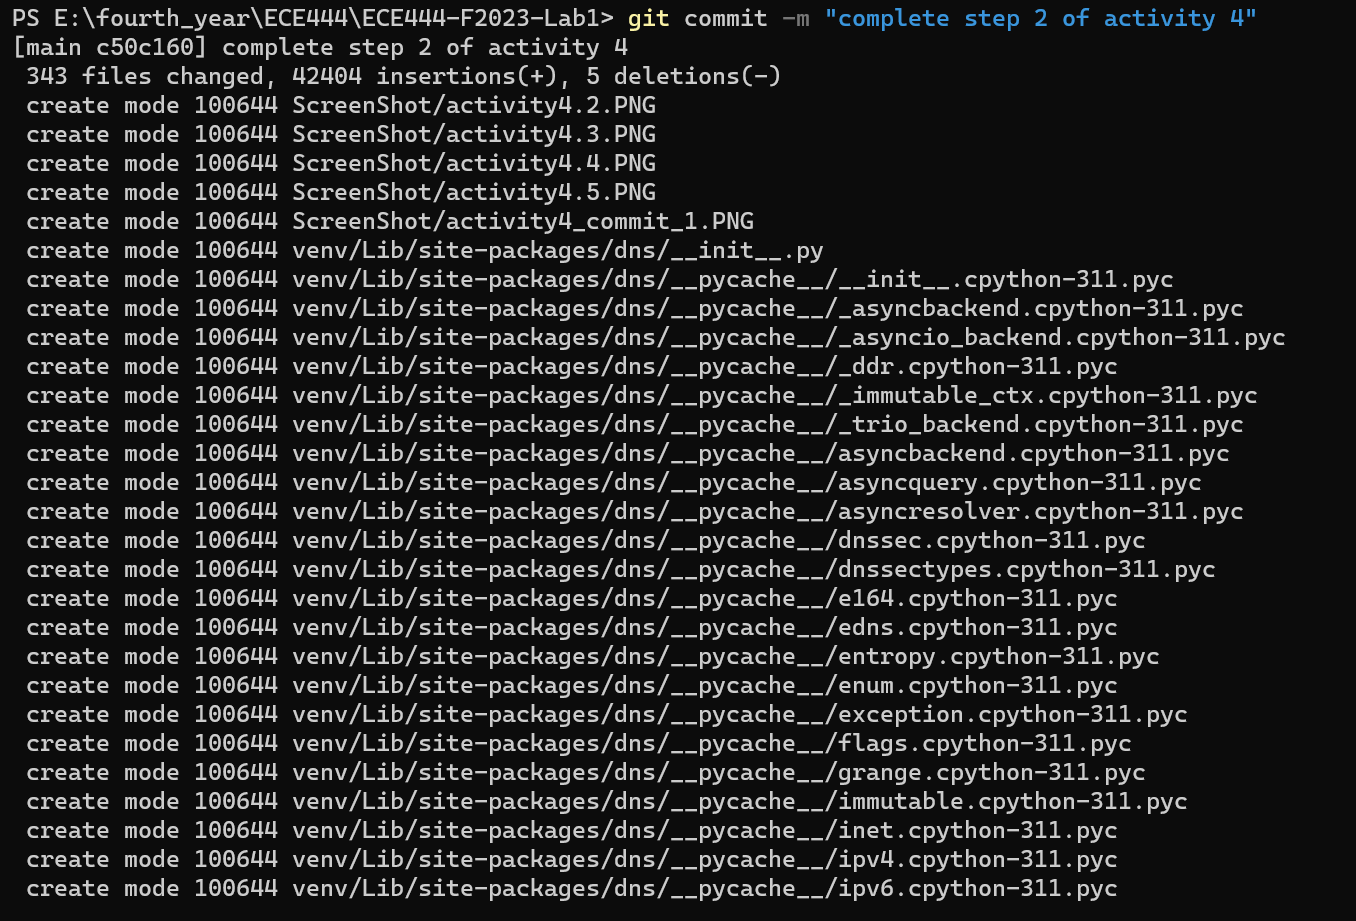 PS E:\fourth_year\ECE444\ECE444-F2023-Lab1> git commit -m "complete step 2 of activity 4"
[main c50c160] complete step 2 of activity 4
 343 files changed, 42404 insertions(+), 5 deletions(-)
 create mode 100644 ScreenShot/activity4.2.PNG
 create mode 100644 ScreenShot/activity4.3.PNG
 create mode 100644 ScreenShot/activity4.4.PNG
 create mode 100644 ScreenShot/activity4.5.PNG
 create mode 100644 ScreenShot/activity4_commit_1.PNG
 create mode 100644 venv/Lib/site-packages/dns/__init__.py
 create mode 100644 venv/Lib/site-packages/dns/__pycache__/__init__.cpython-311.pyc
 create mode 100644 venv/Lib/site-packages/dns/__pycache__/_asyncbackend.cpython-311.pyc
 create mode 100644 venv/Lib/site-packages/dns/__pycache__/_asyncio_backend.cpython-311.pyc
 create mode 100644 venv/Lib/site-packages/dns/__pycache__/_ddr.cpython-311.pyc
 create mode 100644 venv/Lib/site-packages/dns/__pycache__/_immutable_ctx.cpython-311.pyc
 create mode 100644 venv/Lib/site-packages/dns/__pycache__/_trio_backend.cpython-311.pyc
 create mode 100644 venv/Lib/site-packages/dns/__pycache__/asyncbackend.cpython-311.pyc
 create mode 100644 venv/Lib/site-packages/dns/__pycache__/asyncquery.cpython-311.pyc
 create mode 100644 venv/Lib/site-packages/dns/__pycache__/asyncresolver.cpython-311.pyc
 create mode 100644 venv/Lib/site-packages/dns/__pycache__/dnssec.cpython-311.pyc
 create mode 100644 venv/Lib/site-packages/dns/__pycache__/dnssectypes.cpython-311.pyc
 create mode 100644 venv/Lib/site-packages/dns/__pycache__/e164.cpython-311.pyc
 create mode 100644 venv/Lib/site-packages/dns/__pycache__/edns.cpython-311.pyc
 create mode 100644 venv/Lib/site-packages/dns/__pycache__/entropy.cpython-311.pyc
 create mode 100644 venv/Lib/site-packages/dns/__pycache__/enum.cpython-311.pyc
 create mode 100644 venv/Lib/site-packages/dns/__pycache__/exception.cpython-311.pyc
 create mode 100644 venv/Lib/site-packages/dns/__pycache__/flags.cpython-311.pyc
 create mode 100644 venv/Lib/site-packages/dns/__pycache__/grange.cpython-311.pyc
 create mode 100644 venv/Lib/site-packages/dns/__pycache__/immutable.cpython-311.pyc
 create mode 100644 venv/Lib/site-packages/dns/__pycache__/inet.cpython-311.pyc
 create mode 100644 venv/Lib/site-packages/dns/__pycache__/ipv4.cpython-311.pyc
 create mode 100644 venv/Lib/site-packages/dns/__pycache__/ipv6.cpython-311.pyc